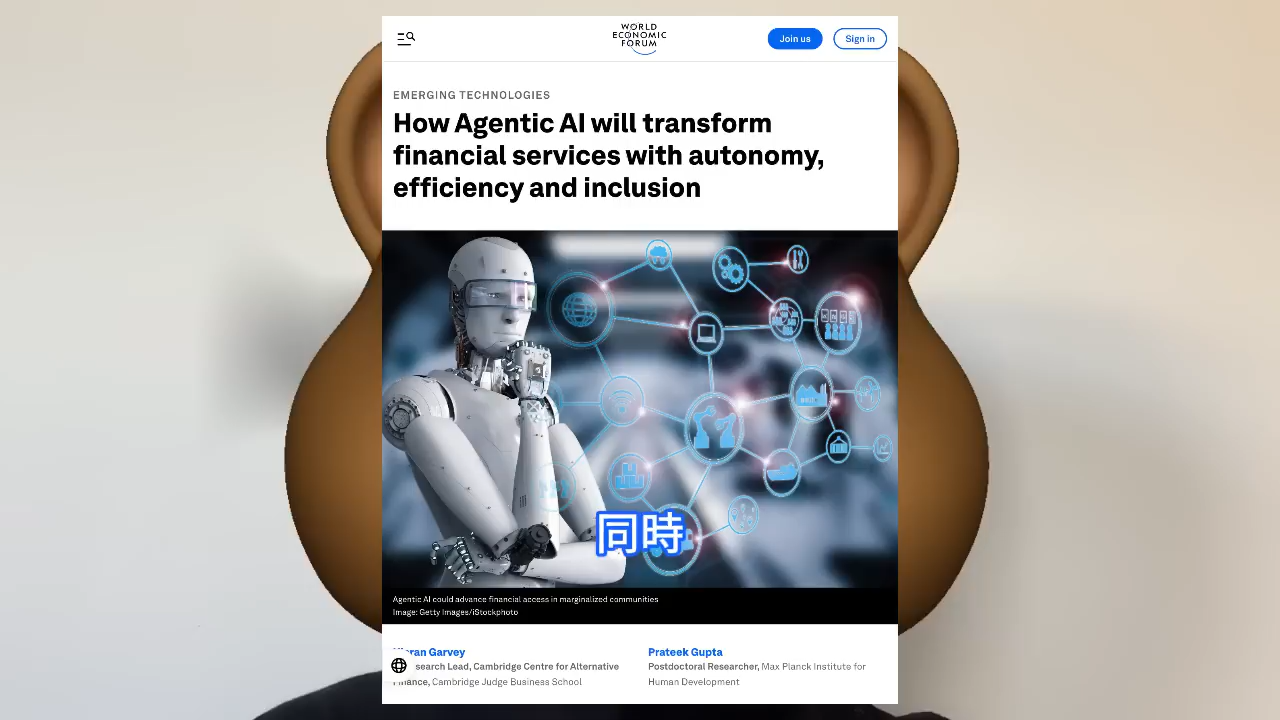 WORLD
ECONOMIC
FORUM
Join us
Sign in
EMERGING TECHNOLOGIES
How Agentic AI will transform
financial services with autonomy,
efficiency and inclusion
同時
Agentic AI could advance financial access in marginalized communities
Image: Getty Images/iStockphoto
Garvey
search Lead, Cambridge Centre for Alternative
Finance, Cambridge Judge Business School
Prateek Gupta
Postdoctoral Researcher, Max Planck Institute for
Human Development